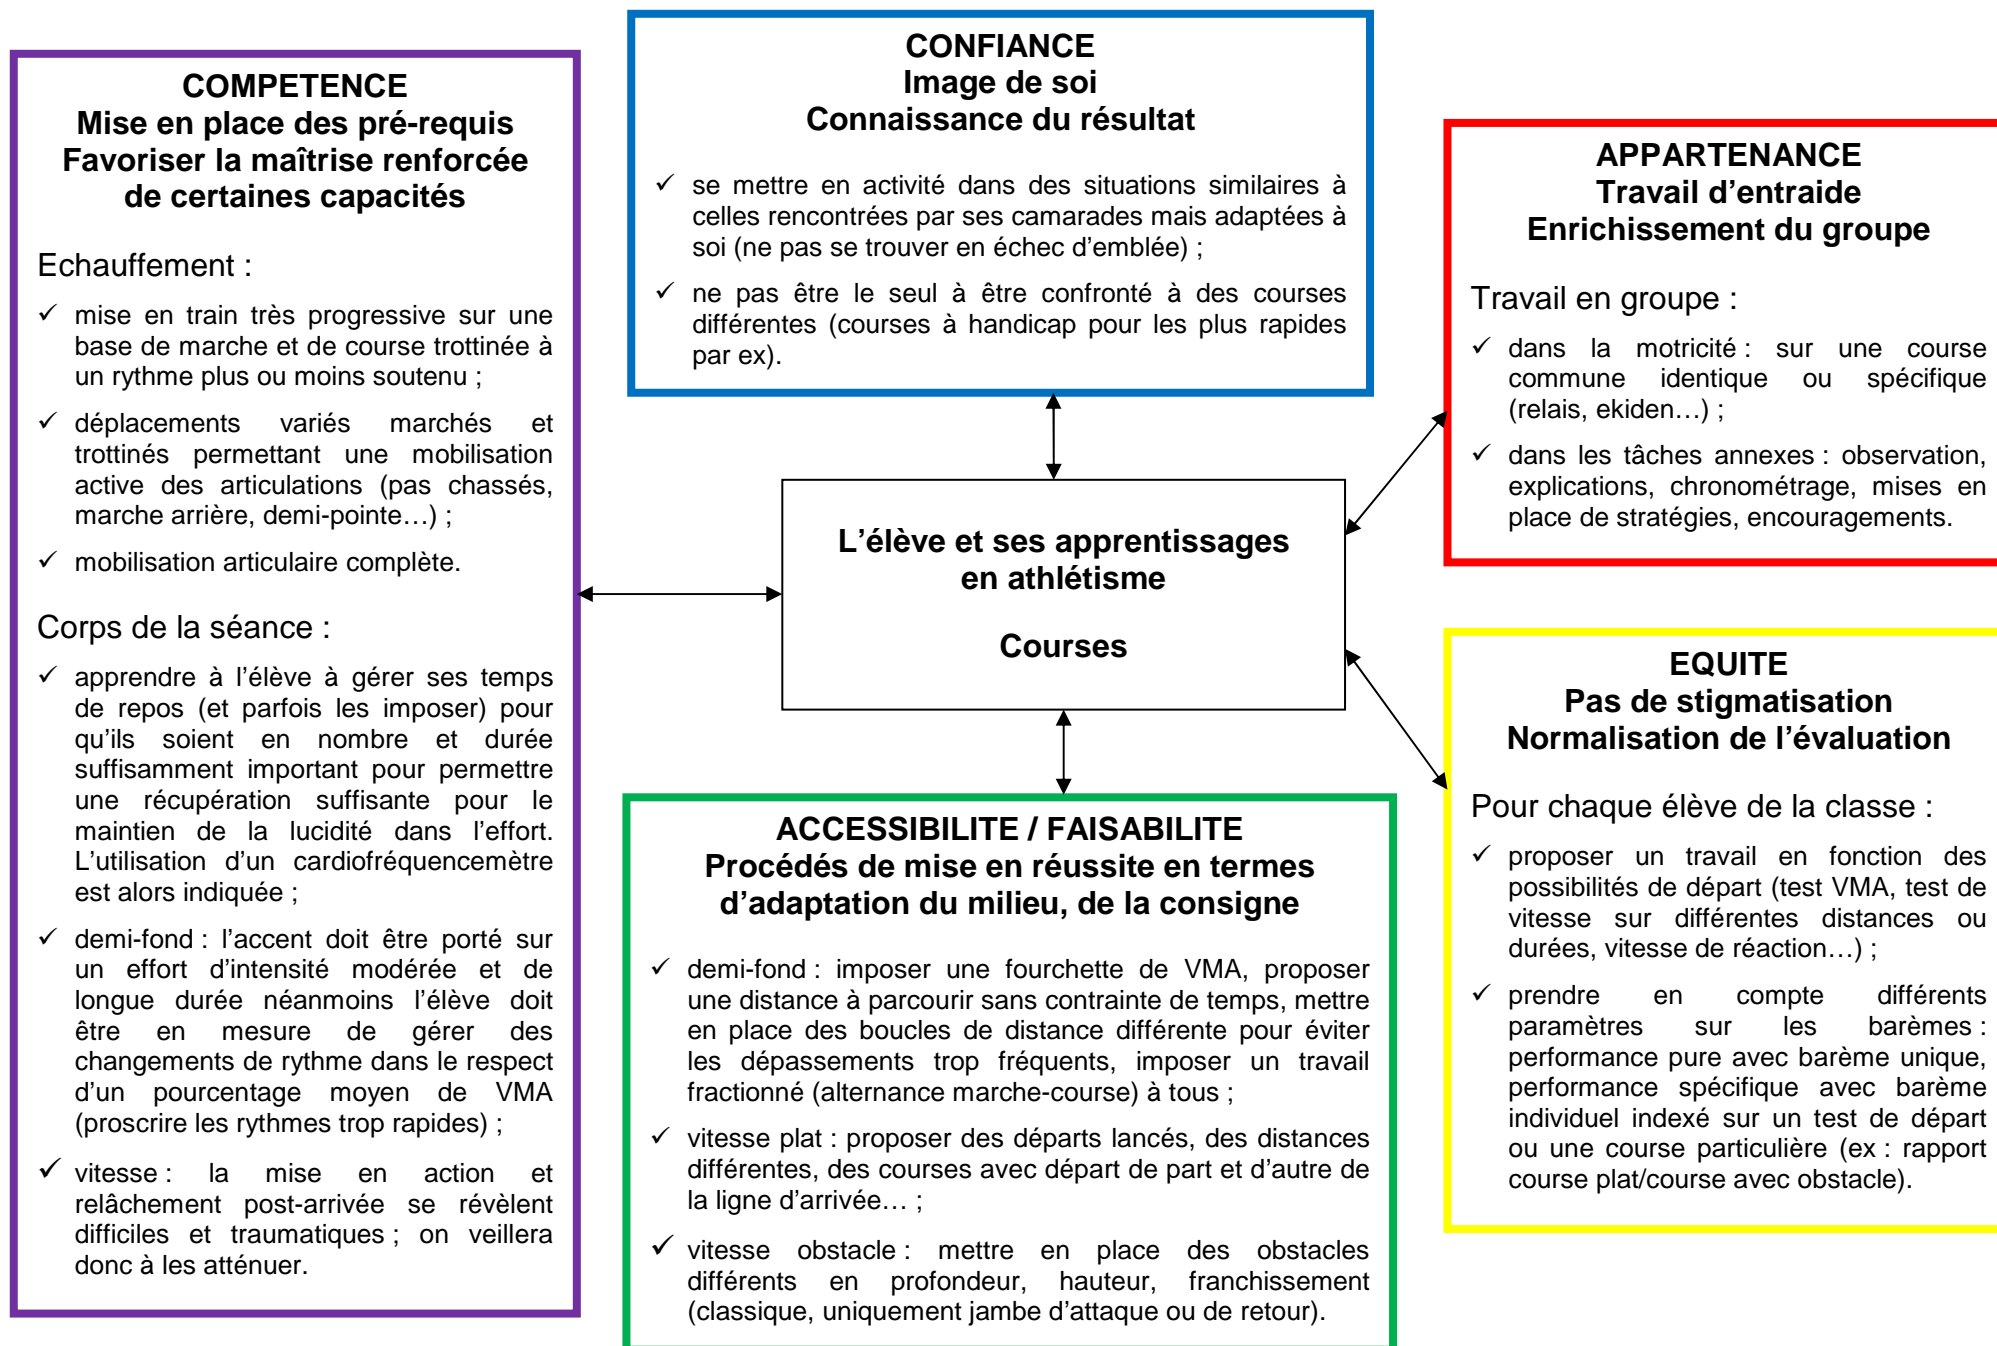 COMPETENCE
Mise en place des pré-requis
Favoriser la maîtrise renforcée
de certaines capacités
Echauffement :
✓ mise en train très progressive sur une
base de marche et de course trottinée à
un rythme plus ou moins soutenu ;
✓ déplacements variés marchés et
trottinés permettant une mobilisation
active des articulations (pas chassés,
marche arrière, demi-pointe…) ;
✓ mobilisation articulaire complète.
Corps de la séance :
✓ apprendre à l’élève à gérer ses temps
de repos (et parfois les imposer) pour
qu’ils soient en nombre et durée
suffisamment important pour permettre
une récupération suffisante pour le
maintien de la lucidité dans l’effort.
L’utilisation d’un cardiofréquencemètre
est alors indiquée ;
✓ demi-fond : l’accent doit être porté sur
un effort d’intensité modérée et de
longue durée néanmoins l’élève doit
être en mesure de gérer des
changements de rythme dans le respect
d’un pourcentage moyen de VMA
(proscrire les rythmes trop rapides) ;
✓ vitesse : la mise en action et
relâchement post-arrivée se révèlent
difficiles et traumatiques ; on veillera
donc à les atténuer.
CONFIANCE
Image de soi
Connaissance du résultat
✓ se mettre en activité dans des situations similaires à
celles rencontrées par ses camarades mais adaptées à
soi (ne pas se trouver en échec d’emblée) ;
✓ ne pas être le seul à être confronté à des courses
différentes (courses à handicap pour les plus rapides
par ex).
L’élève et ses apprentissages
en athlétisme
Courses
ACCESSIBILITE / FAISABILITE
Procédés de mise en réussite en termes
d’adaptation du milieu, de la consigne
✓ demi-fond : imposer une fourchette de VMA, proposer
une distance à parcourir sans contrainte de temps, mettre
en place des boucles de distance différente pour éviter
les dépassements trop fréquents, imposer un travail
fractionné (alternance marche-course) à tous ;
✓ vitesse plat : proposer des départs lancés, des distances
différentes, des courses avec départ de part et d’autre de
la ligne d’arrivée… ;
✓ vitesse obstacle : mettre en place des obstacles
différents en profondeur, hauteur, franchissement
(classique, uniquement jambe d’attaque ou de retour).
APPARTENANCE
Travail d’entraide
Enrichissement du groupe
Travail en groupe :
✓ dans la motricité : sur une course
commune identique ou spécifique
(relais, ekiden…) ;
✓ dans les tâches annexes : observation,
explications, chronométrage, mises en
place de stratégies, encouragements.
EQUITE
Pas de stigmatisation
Normalisation de l’évaluation
Pour chaque élève de la classe :
✓ proposer un travail en fonction des
possibilités de départ (test VMA, test de
vitesse sur différentes distances ou
durées, vitesse de réaction…) ;
✓ prendre en compte différents
paramètres sur les barèmes :
performance pure avec barème unique,
performance spécifique avec barème
individuel indexé sur un test de départ
ou une course particulière (ex : rapport
course plat/course avec obstacle).